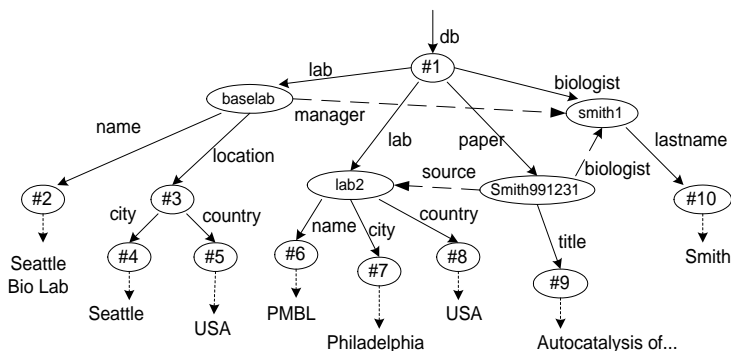 db
#1
lab
biologist
baselab
manager
smith1
name
location
lab
paper
lastname
source
biologist
#2
#3
lab2
Smith991231
#10
city
country
name
city
country
title
Seattle
Bio Lab
#4
#5
#6
#7
#8
#9
Smith
Seattle
USA
PMBL
Philadelphia
USA
Autocatalysis of...